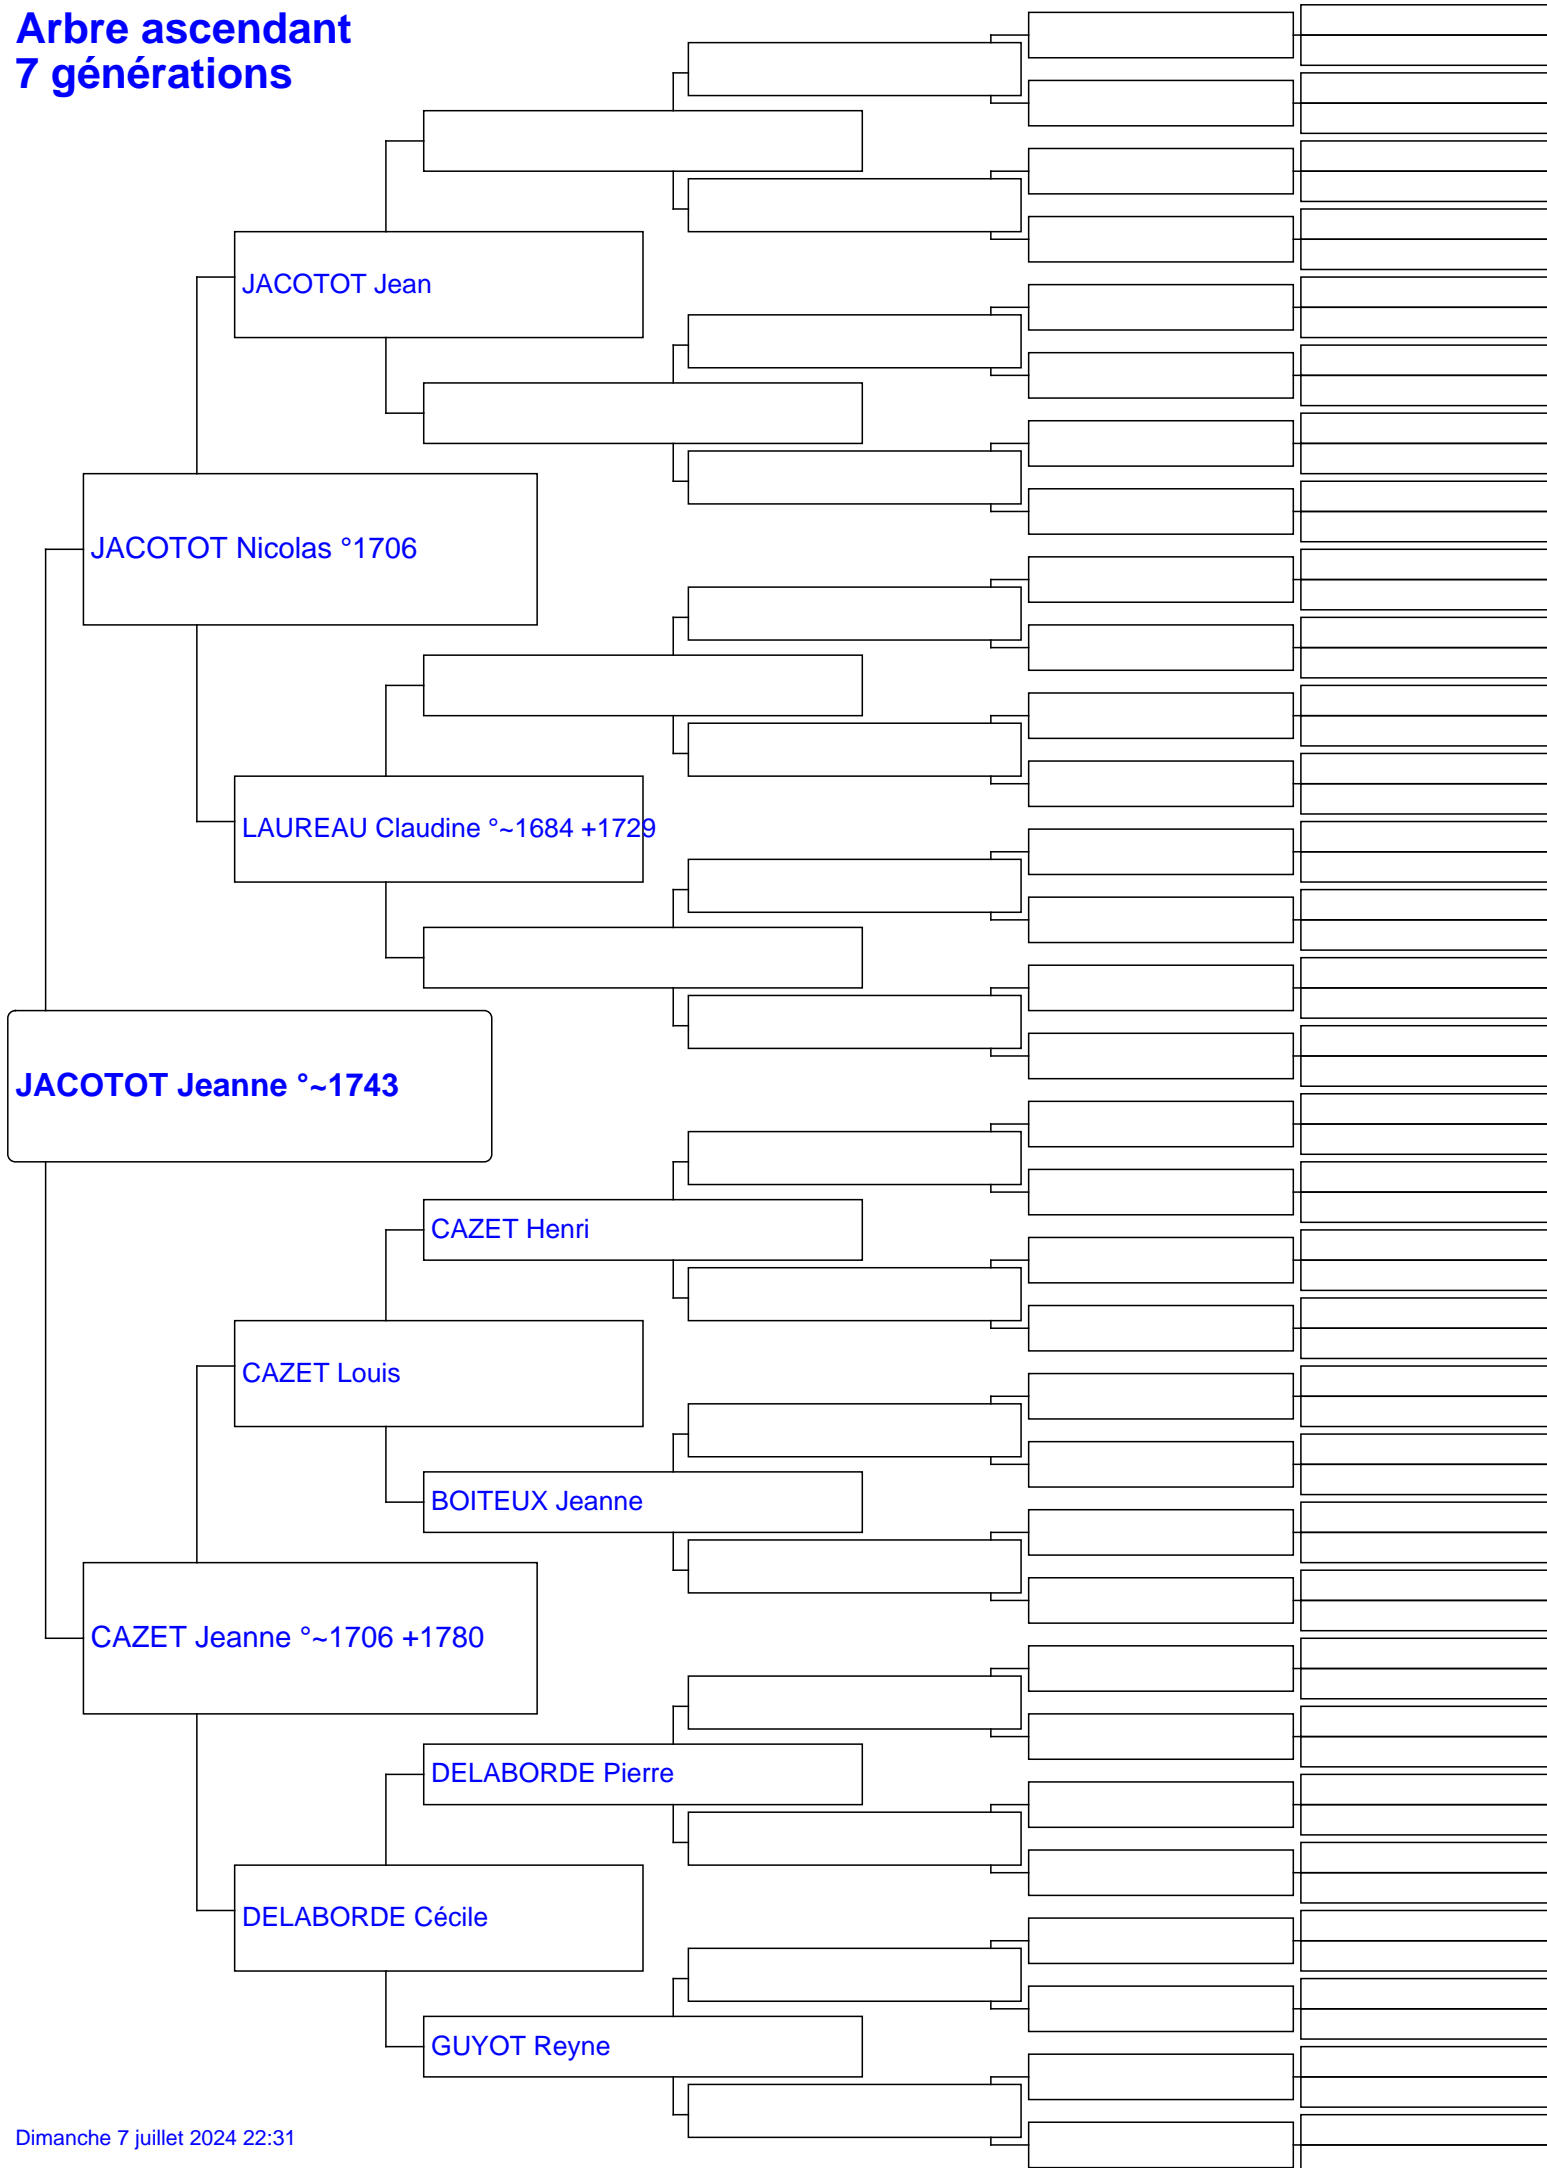 Arbre ascendant
7 générations
JACOTOT Jean
JACOTOT Nicolas °1706
LAUREAU Claudine °~1684 +1729
JACOTOT Jeanne °~1743
CAZET Henri
CAZET Louis
BOITEUX Jeanne
CAZET Jeanne °~1706 +1780
DELABORDE Pierre
DELABORDE Cécile
GUYOT Reyne
Dimanche 7 juillet 2024 22:31